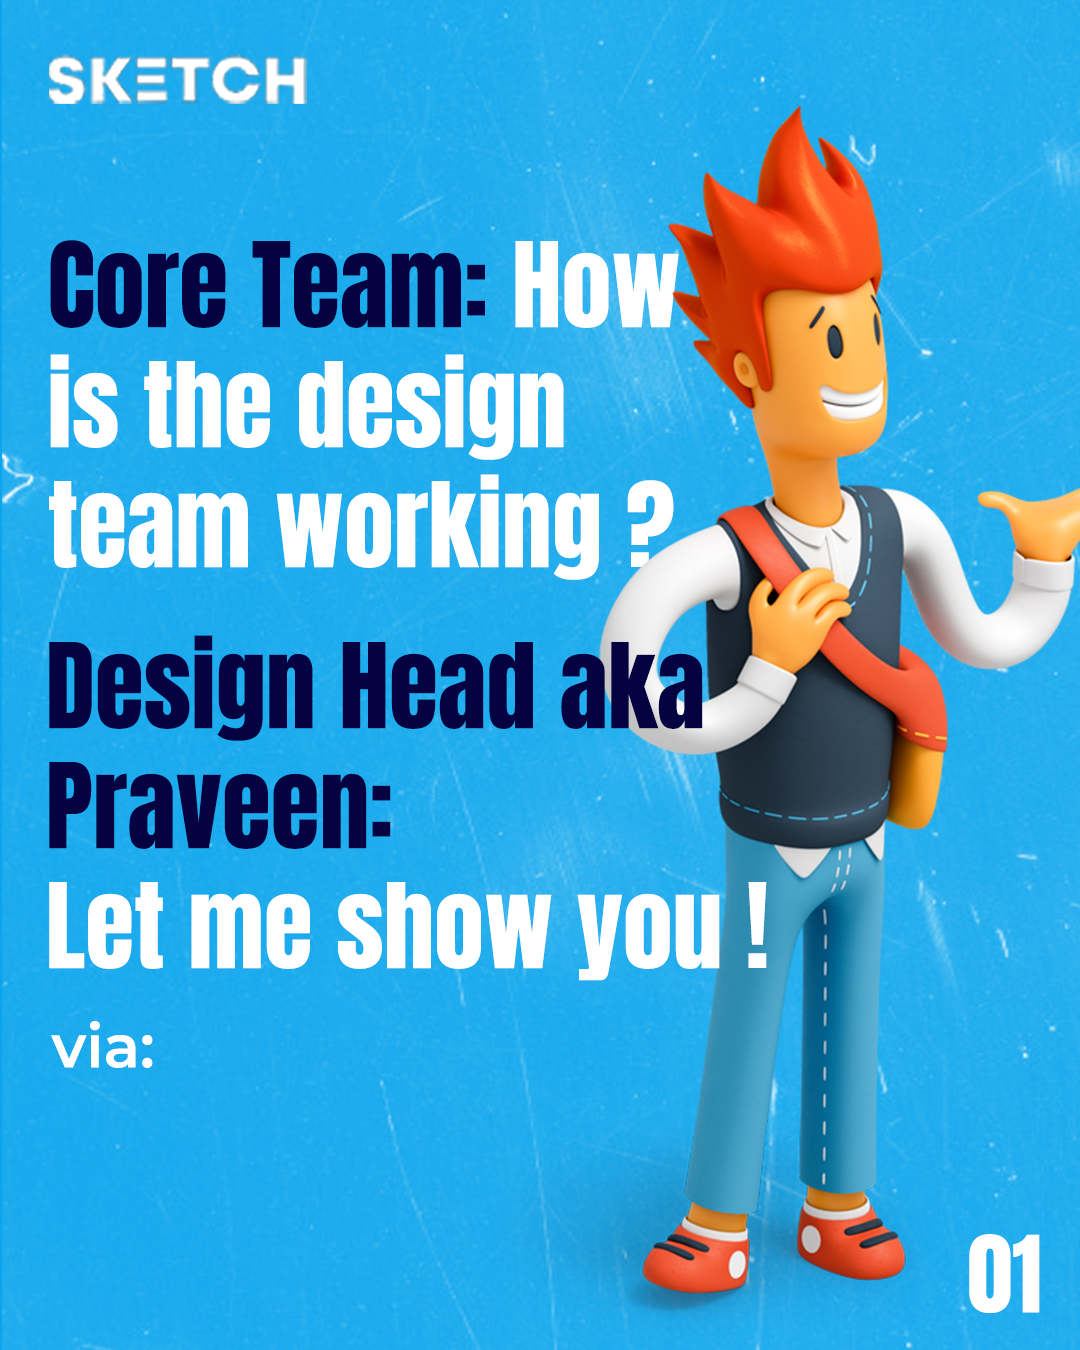 SKETCH
Core Team: How
is the design
team working ?
Design Head aka
Praveen:
Let me show you !
via:
01